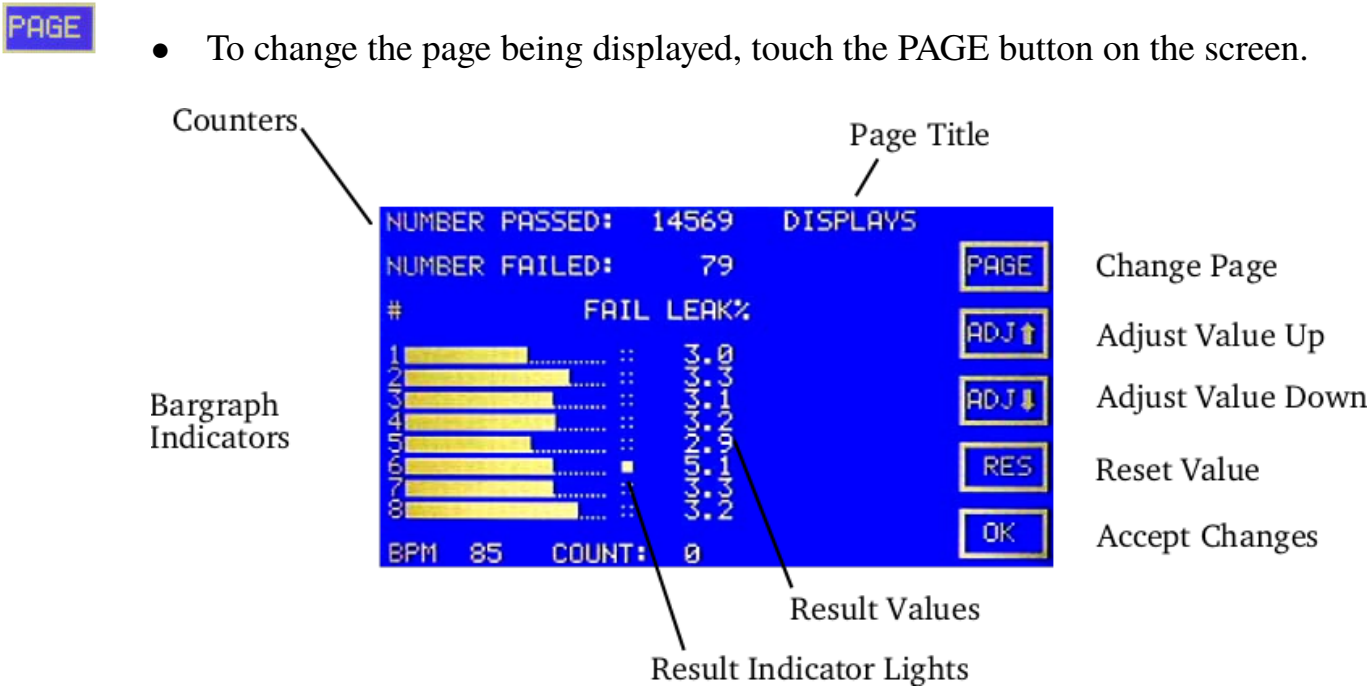 PAGE
• To change the page being displayed, touch the PAGE button on the screen.
Counters
Page Title
NUMBER PASSED: 14569 DISPLAYS
NUMBER FAILED: 79
PAGE
Change Page
# FAIL LEAK%
ADJ⬆
Adjust Value Up
1 3.0
2 3.3
3 3.1
4 3.2
5 2.9
6 5.1
7 3.3
8 3.2
ADJ⬇
Adjust Value Down
Bargraph
Indicators
RES
Reset Value
OK
Accept Changes
BPM 85 COUNT: 0
Result Values
Result Indicator Lights